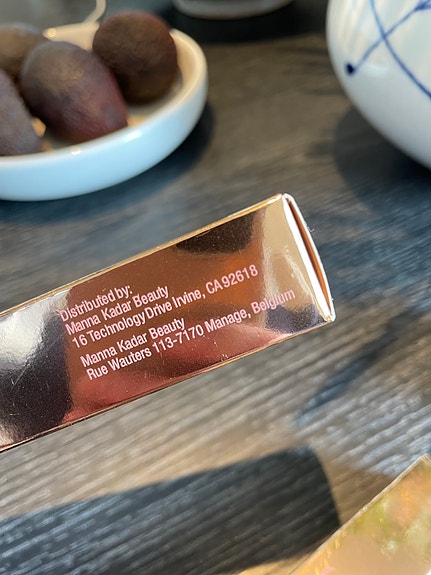 Distributed by:
Manna Kadar Beauty
16 Technology Drive Irvine, CA 92618
Manna Kadar Beauty
Rue Wauters 113-7170 Manage, Belgium